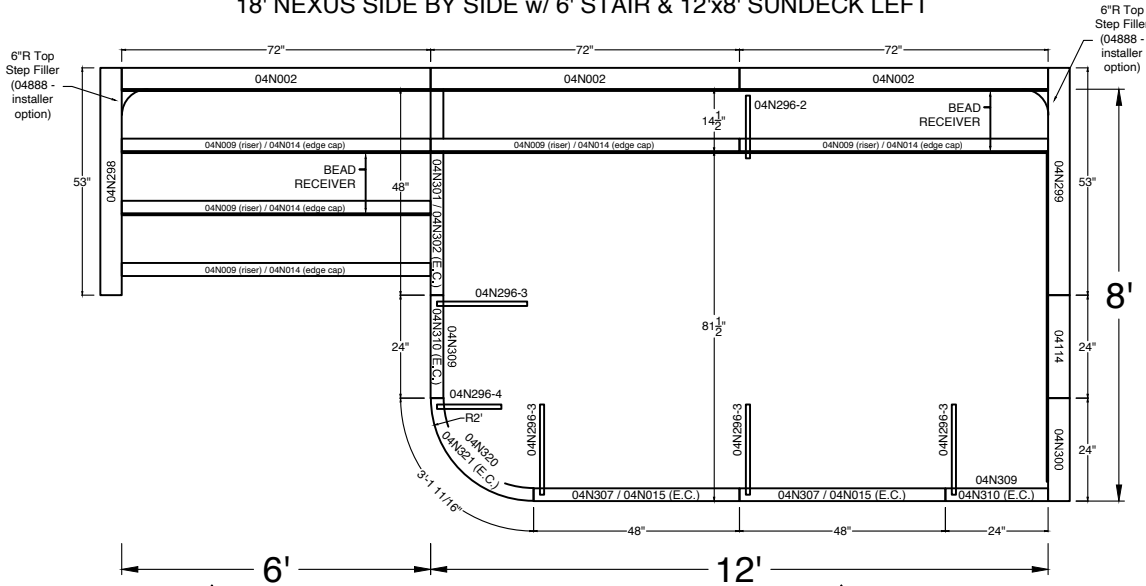 18' NEXUS SIDE BY SIDE w/ 6' STAIR & 12'x8' SUNDECK LEFT
6"R Top
Step Filler
(04888 -
installer
option)
6"R Top
Step Filler
(04888 -
installer
option)
72"
72"
72"
04N002
04N002
04N002
04N296-2
14 1/2"
BEAD
RECEIVER
04N009 (riser) / 04N014 (edge cap)
04N009 (riser) / 04N014 (edge cap)
04N009 (riser) / 04N014 (edge cap)
53"
04N298
BEAD
RECEIVER
48"
04N301 / 04N302 (E.C.)
04N299
53"
04N009 (riser) / 04N014 (edge cap)
04N009 (riser) / 04N014 (edge cap)
04N296-3
8'
24"
04N310 (E.C.)
04N309
81 1/2"
04114
24"
04N296-4
R2'
04N320
04N321 (E.C.)
3'-1 11/16"
04N296-3
04N296-3
04N296-3
04N300
24"
04N309
04N307 / 04N015 (E.C.)
04N307 / 04N015 (E.C.)
04N310 (E.C.)
48"
48"
24"
6'
12'